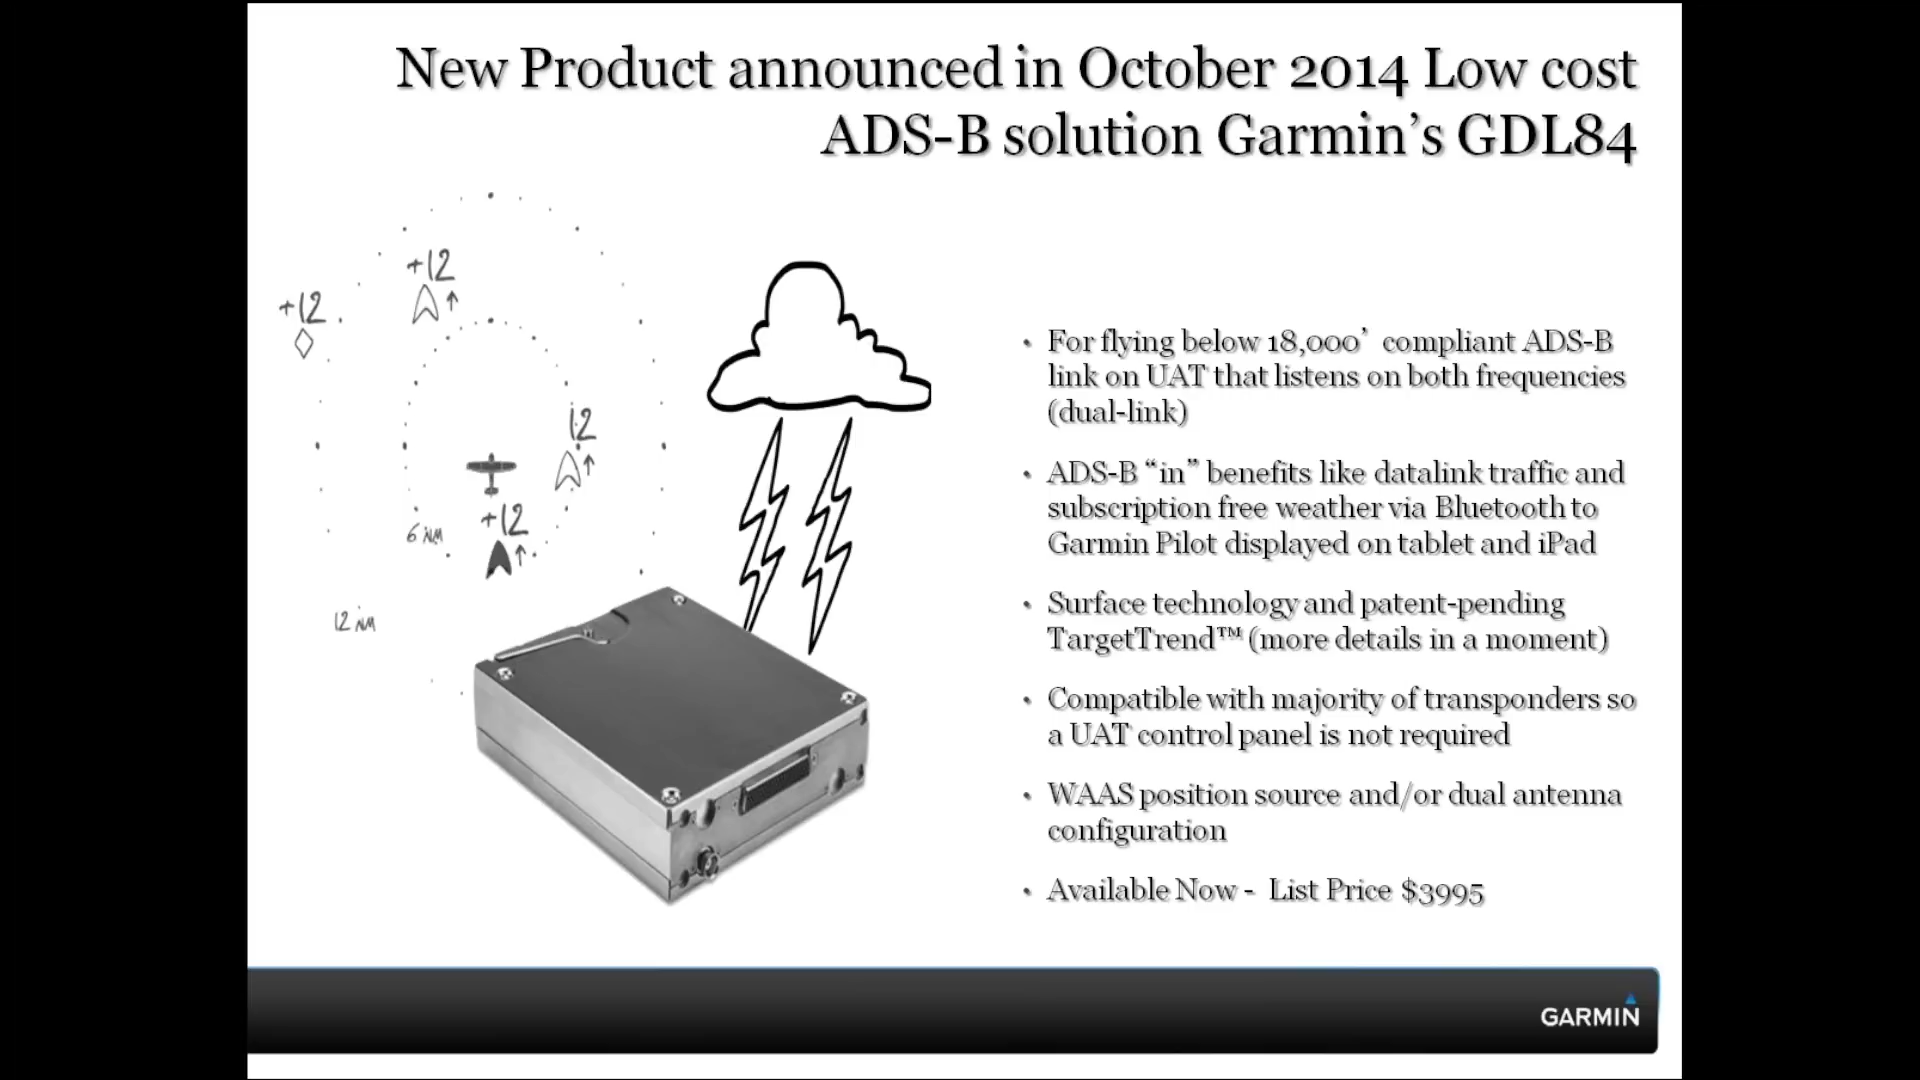 New Product announced in October 2014 Low cost
ADS-B solution Garmin’s GDL84
+12
+12
12
+12
6 NM
12 NM
• For flying below 18,000’ compliant ADS-B
link on UAT that listens on both frequencies
(dual-link)
• ADS-B “in” benefits like datalink traffic and
subscription free weather via Bluetooth to
Garmin Pilot displayed on tablet and iPad
• Surface technology and patent-pending
TargetTrend™ (more details in a moment)
• Compatible with majority of transponders so
a UAT control panel is not required
• WAAS position source and/or dual antenna
configuration
• Available Now - List Price $3995
GARMIN